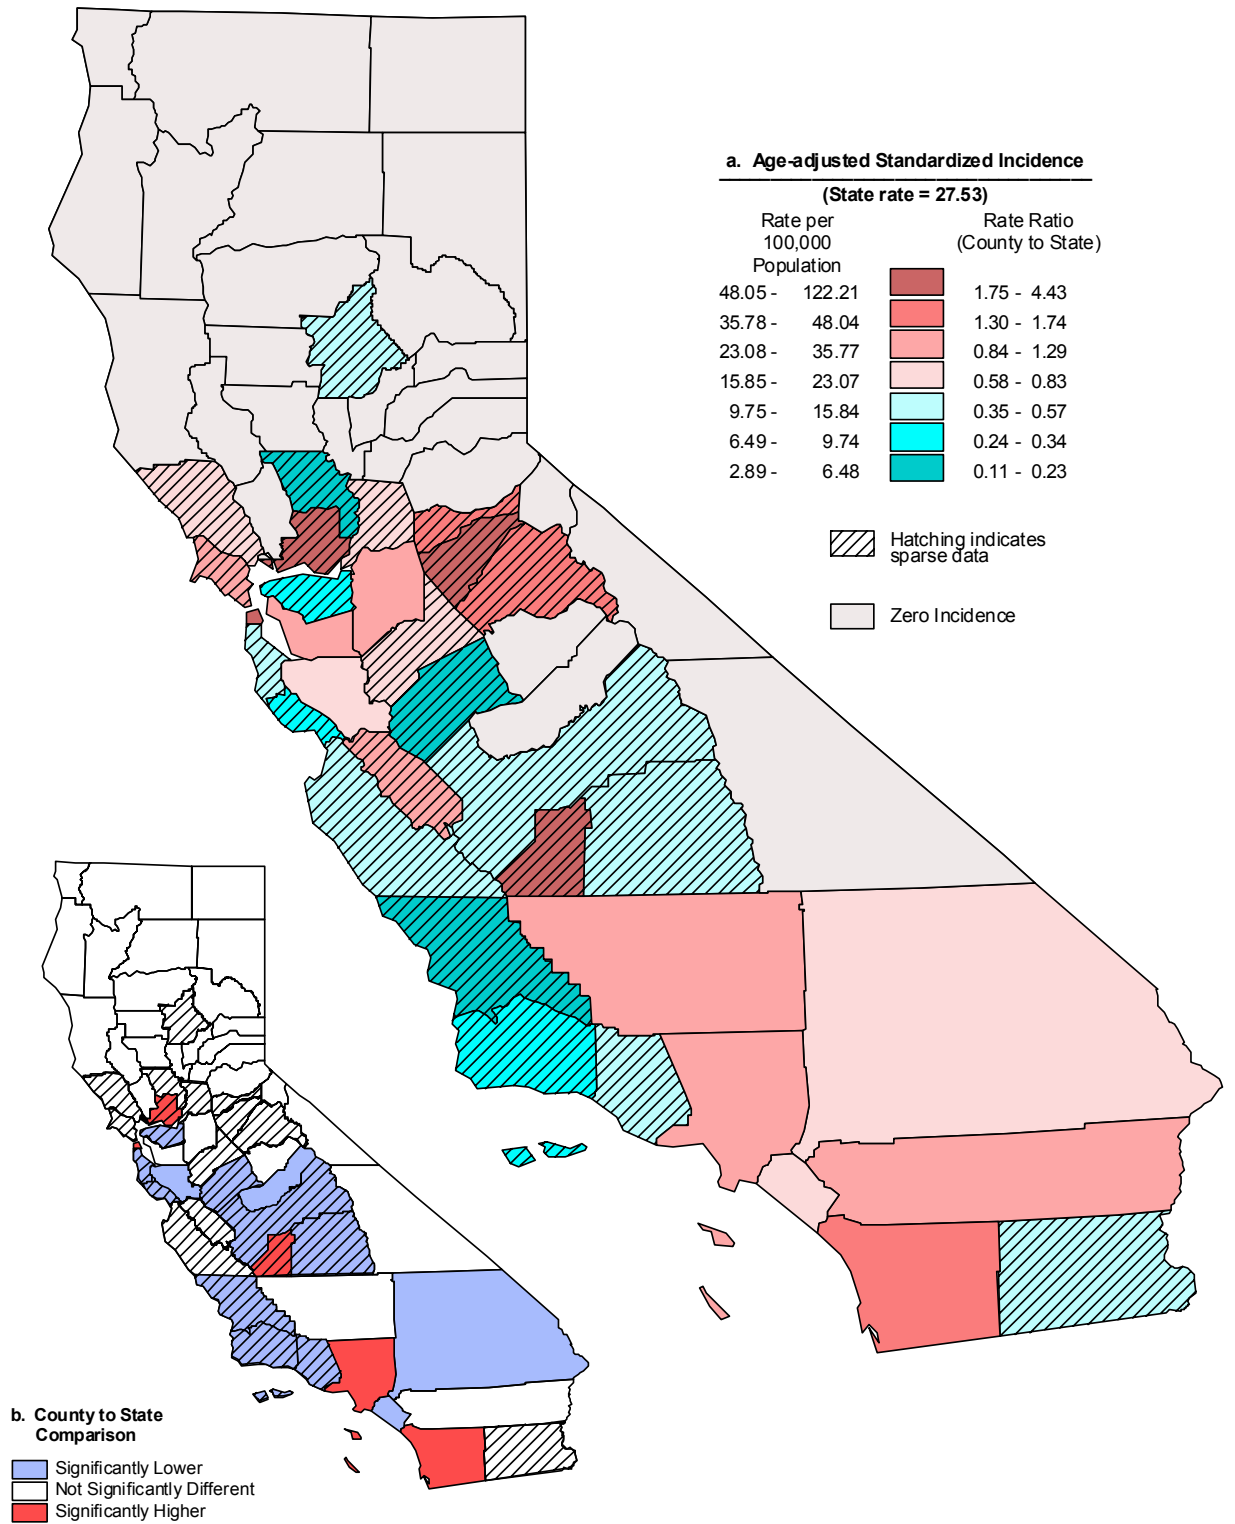 a. Age-adjusted Standardized Incidence
(State rate = 27.53)
Rate per Rate Ratio
100,000 (County to State)
Population
48.05 - 122.21 1.75 - 4.43
35.78 - 48.04 1.30 - 1.74
23.08 - 35.77 0.84 - 1.29
15.85 - 23.07 0.58 - 0.83
9.75 - 15.84 0.35 - 0.57
6.49 - 9.74 0.24 - 0.34
2.89 - 6.48 0.11 - 0.23
Hatching indicates
sparse data
Zero Incidence
b. County to State
Comparison
Significantly Lower
Not Significantly Different
Significantly Higher